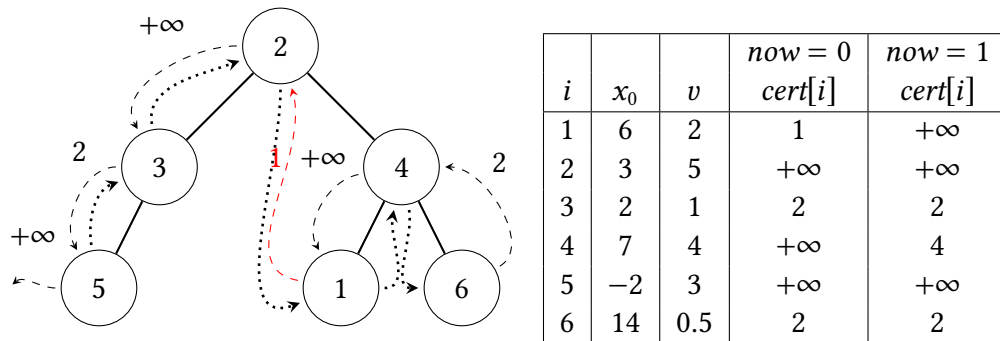 +∞
2
2
3
+∞
1
4
2
+∞
5
1
6
now = 0 now = 1
i x₀ v cert[i] cert[i]
1 6 2 1 +∞
2 3 5 +∞ +∞
3 2 1 2 2
4 7 4 +∞ 4
5 −2 3 +∞ +∞
6 14 0.5 2 2